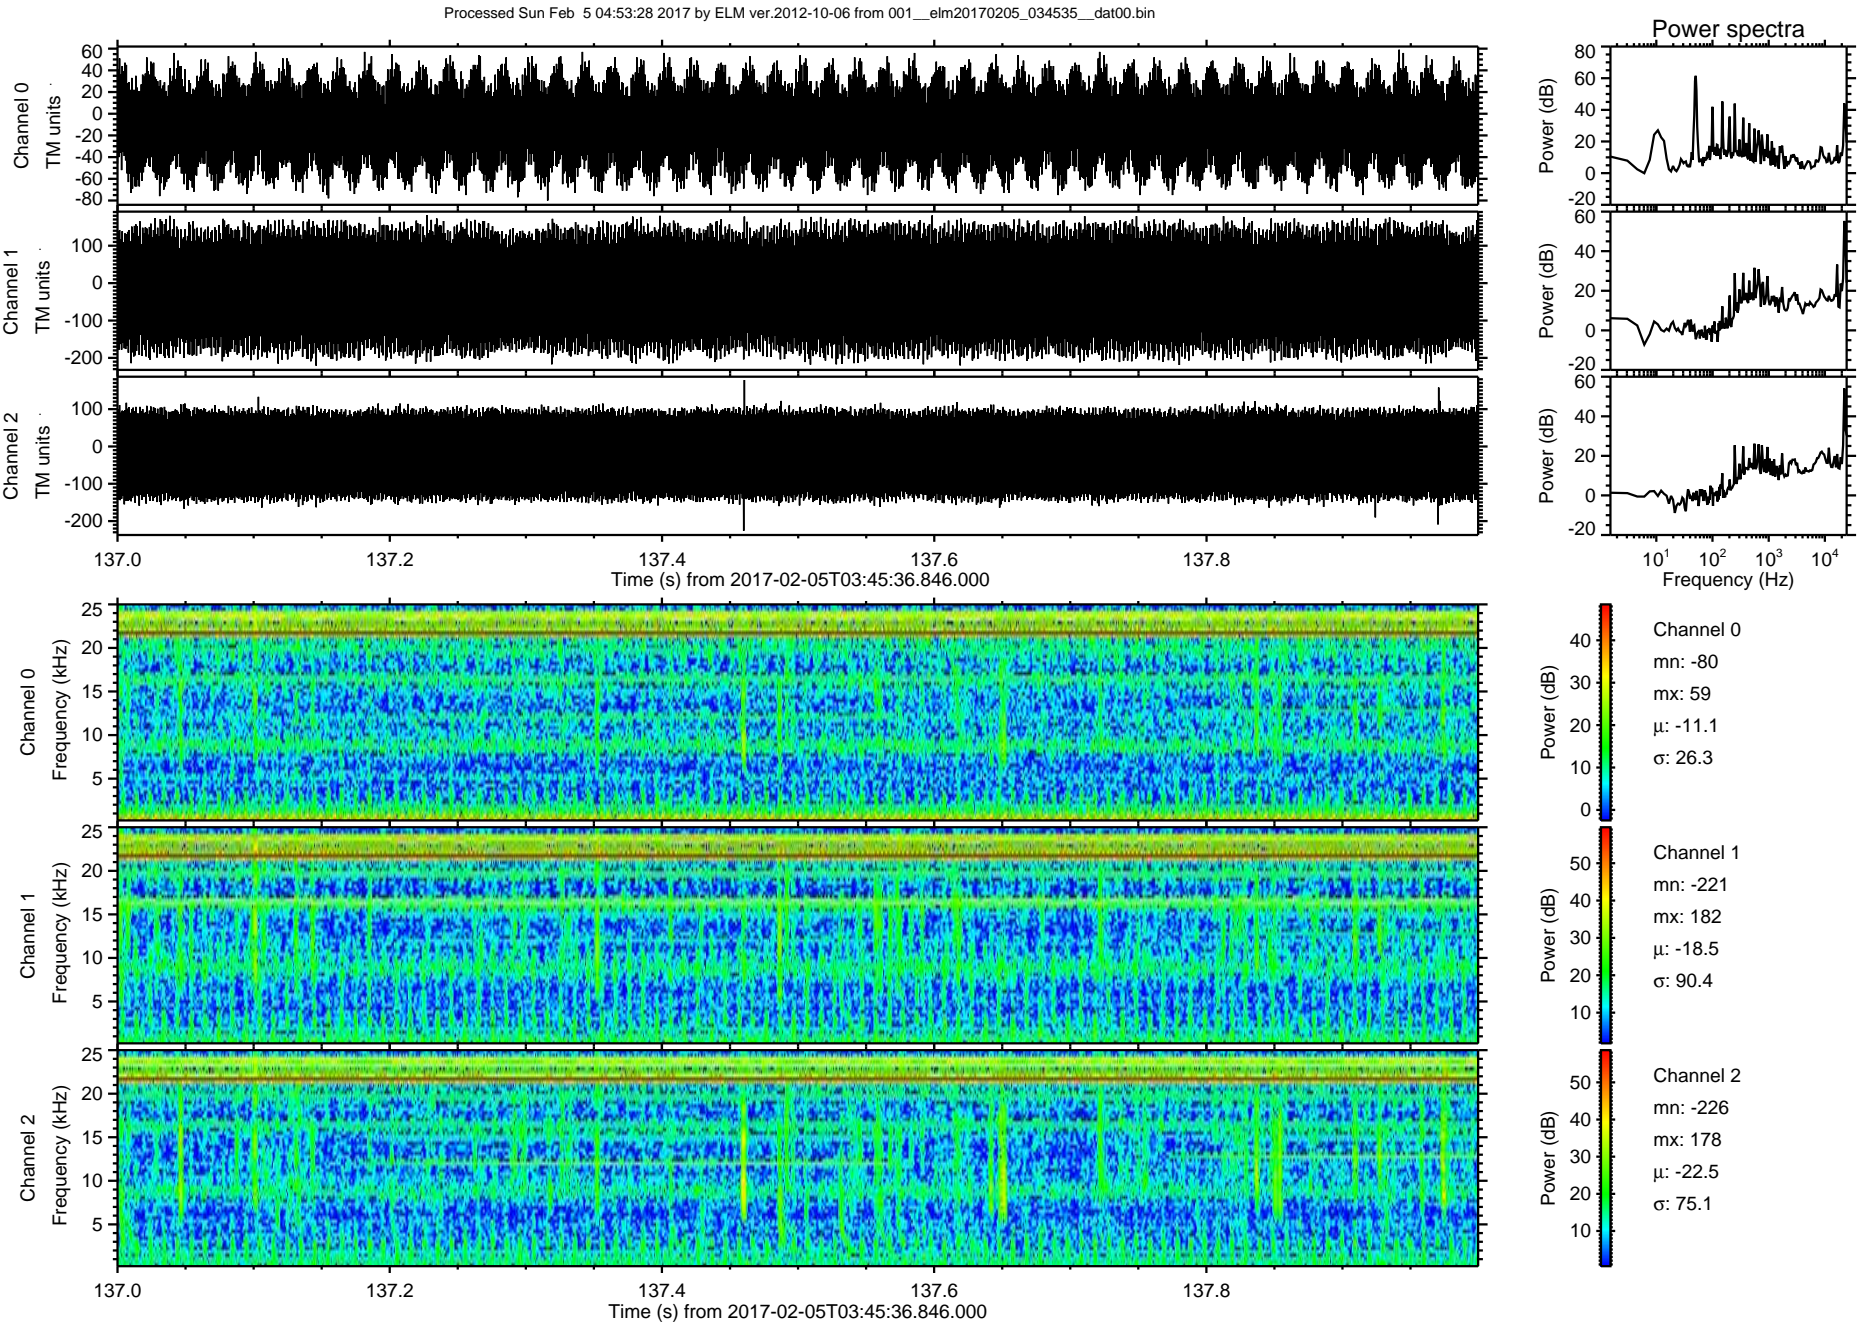 Processed Sun Feb  5 04:53:28 2017 by ELM ver.2012-10-06 from 001__elm20170205_034535__dat00.bin
Power spectra
Channel 0
TM units
60
40
20
0
-20
-40
-60
-80
Power (dB)
80
60
40
20
0
-20
Channel 1
TM units
100
0
-100
-200
Power (dB)
60
40
20
0
-20
Channel 2
TM units
100
0
-100
-200
Power (dB)
60
40
20
0
-20
137.0 137.2 137.4 137.6 137.8
Time (s) from 2017-02-05T03:45:36.846.000
10^1 10^2 10^3 10^4
Frequency (Hz)
Channel 0
Frequency (kHz)
25
20
15
10
5
Power (dB)
40
30
20
10
0
Channel 0
mn: -80
mx: 59
μ: -11.1
σ: 26.3
Channel 1
Frequency (kHz)
25
20
15
10
5
Power (dB)
50
40
30
20
10
Channel 1
mn: -221
mx: 182
μ: -18.5
σ: 90.4
Channel 2
Frequency (kHz)
25
20
15
10
5
Power (dB)
50
40
30
20
10
Channel 2
mn: -226
mx: 178
μ: -22.5
σ: 75.1
137.0 137.2 137.4 137.6 137.8
Time (s) from 2017-02-05T03:45:36.846.000